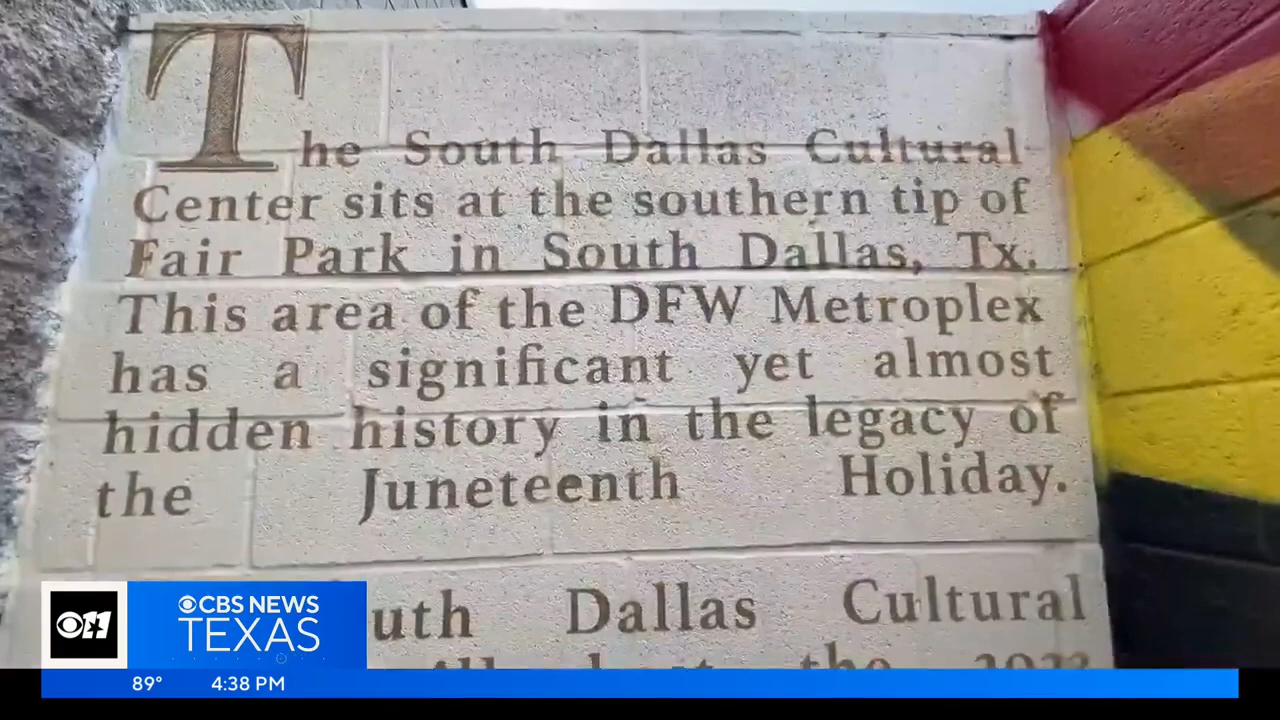 The South Dallas Cultural
Center sits at the southern tip of
Fair Park in South Dallas, Tx.
This area of the DFW Metroplex
has a significant yet almost
hidden history in the legacy of
the Juneteenth Holiday.
Dallas Cultural
the
11
CBS NEWS
TEXAS
89° 4:38 PM